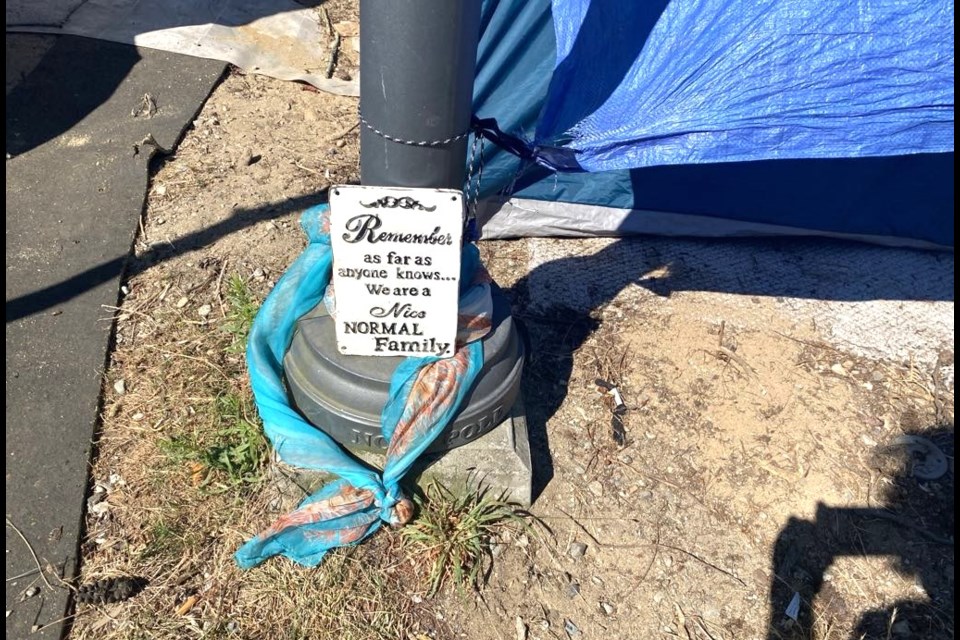 Remember
as far as
anyone knows...
We are a
Nice
NORMAL
Family.